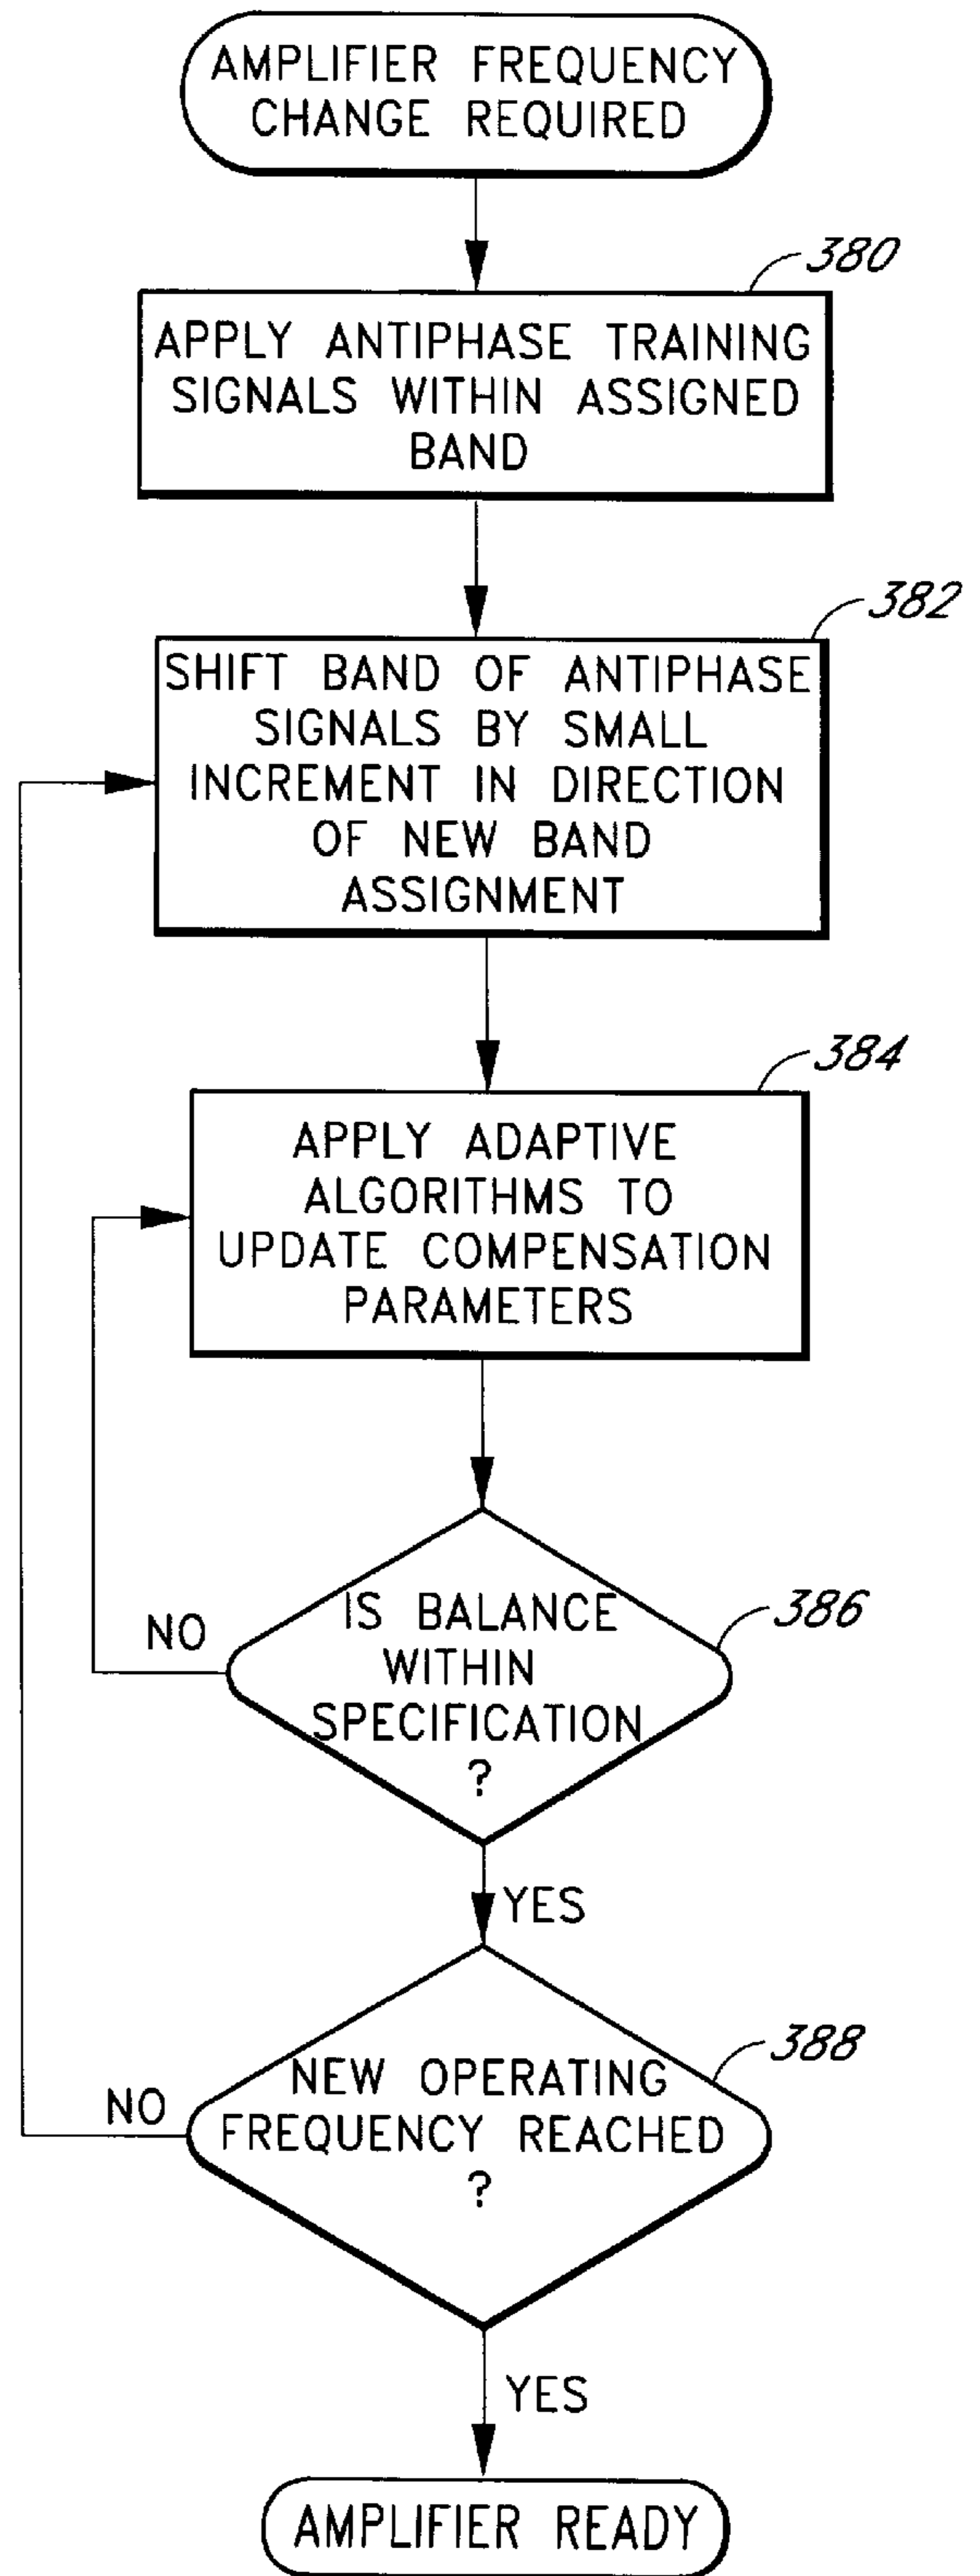 AMPLIFIER FREQUENCY
CHANGE REQUIRED
380
APPLY ANTIPHASE TRAINING
SIGNALS WITHIN ASSIGNED
BAND
382
SHIFT BAND OF ANTIPHASE
SIGNALS BY SMALL
INCREMENT IN DIRECTION
OF NEW BAND
ASSIGNMENT
384
APPLY ADAPTIVE
ALGORITHMS TO
UPDATE COMPENSATION
PARAMETERS
386
IS BALANCE
WITHIN
SPECIFICATION
?
NO
YES
388
NEW OPERATING
FREQUENCY REACHED
?
NO
YES
AMPLIFIER READY